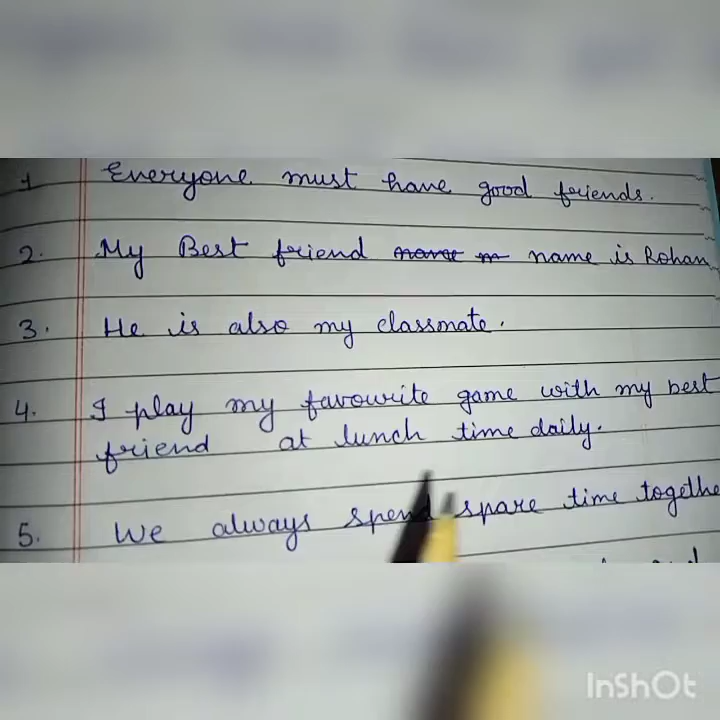 1 Everyone must have good friends.
2. My Best friend name is Rohan
3. He is also my classmate.
4. I play my favourite game with my best
friend at lunch time daily.
5. We always spend spare time togethe
InShOt